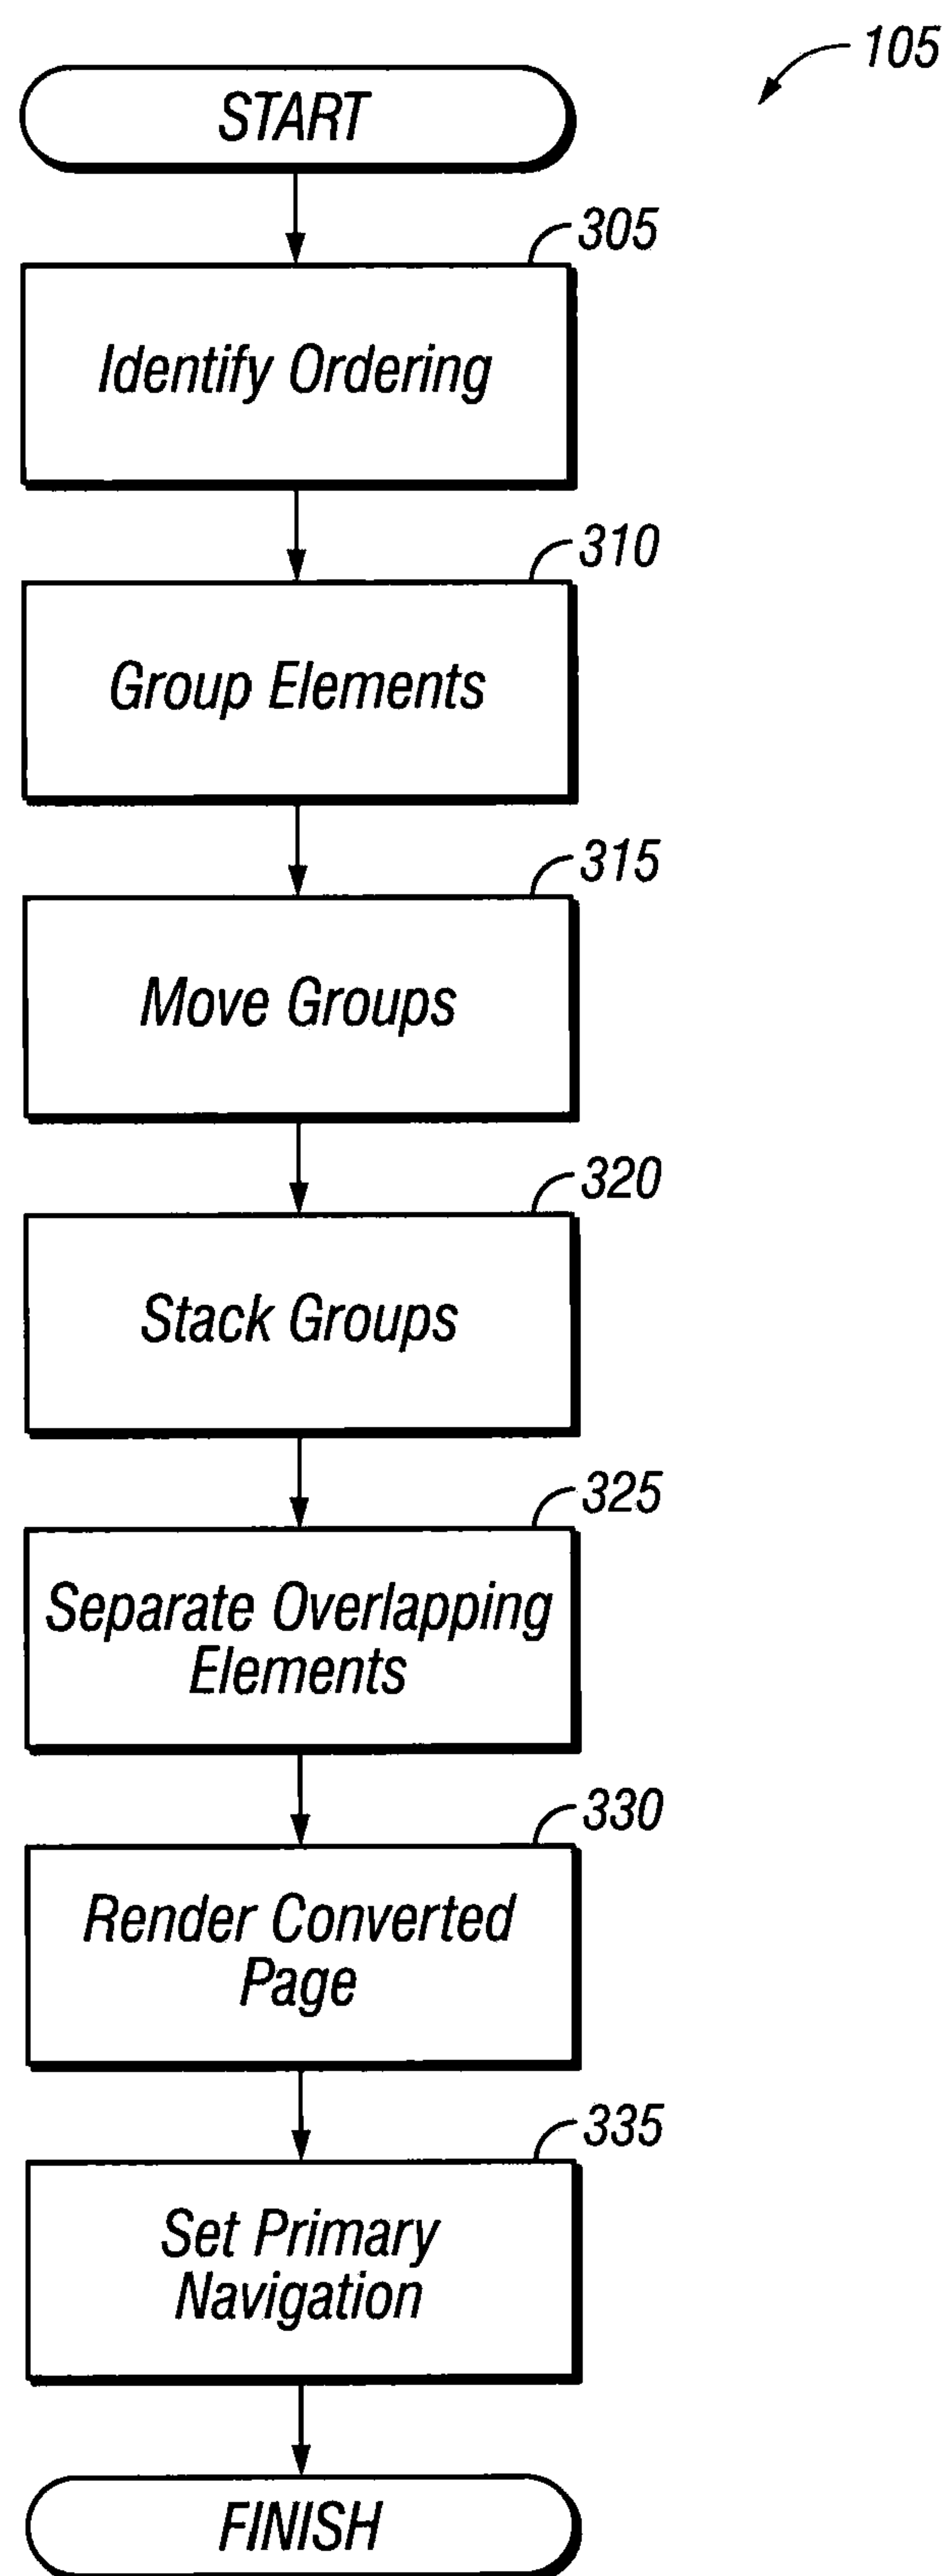 105
START
305
Identify Ordering
310
Group Elements
315
Move Groups
320
Stack Groups
325
Separate Overlapping
Elements
330
Render Converted
Page
335
Set Primary
Navigation
FINISH